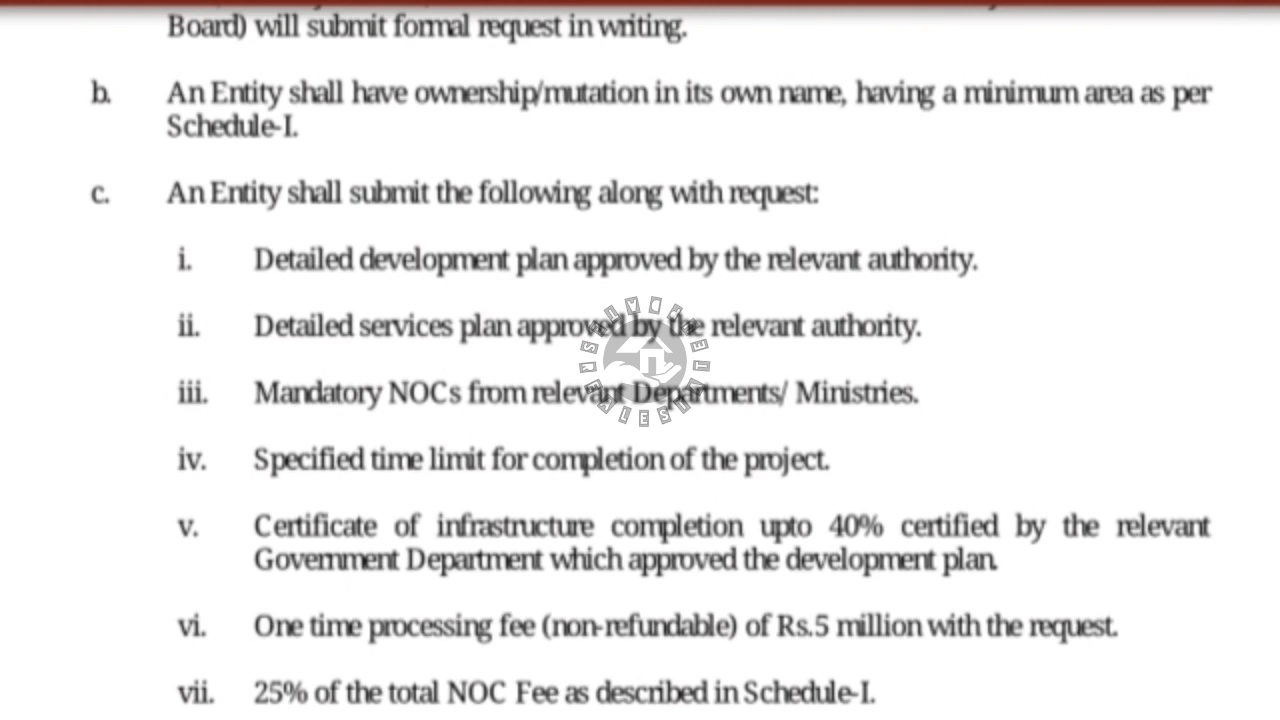 Board) will submit formal request in writing.
b. An Entity shall have ownership/mutation in its own name, having a minimum area as per
Schedule-I.
c. An Entity shall submit the following along with request:
i. Detailed development plan approved by the relevant authority.
ii. Detailed services plan approved by the relevant authority.
iii. Mandatory NOCs from relevant Departments/ Ministries.
iv. Specified time limit for completion of the project.
v. Certificate of infrastructure completion upto 40% certified by the relevant
Government Department which approved the development plan.
vi. One time processing fee (non-refundable) of Rs.5 million with the request.
vii. 25% of the total NOC Fee as described in Schedule-I.